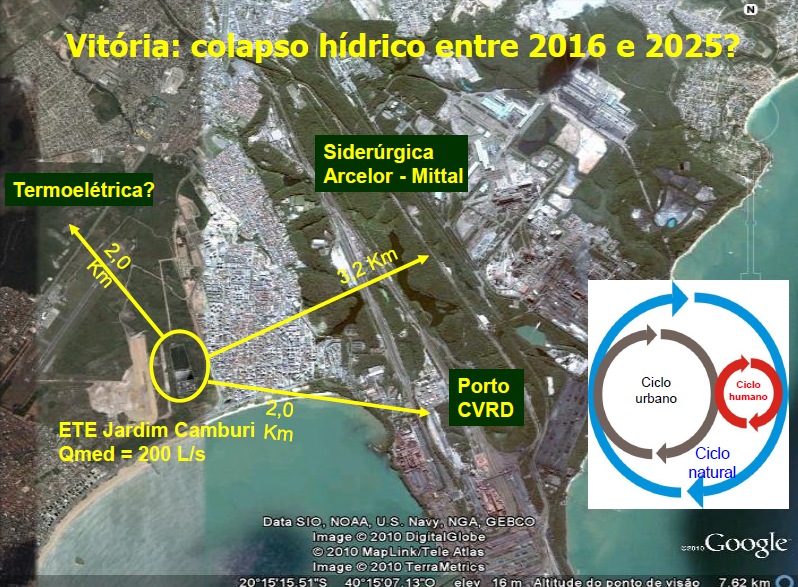 N
Vitória: colapso hídrico entre 2016 e 2025?
Siderúrgica
Arcelor - Mittal
Termoelétrica?
2,0
Km
3,2 Km
2,0
Km
Porto
CVRD
ETE Jardim Camburi
Qmed = 200 L/s
Ciclo
urbano
Ciclo
humano
Ciclo
natural
Data SIO, NOAA, U.S. Navy, NGA, GEBCO
Image © 2010 DigitalGlobe
© 2010 MapLink/Tele Atlas
Image © 2010 TerraMetrics
©2010 Google
20°15'15.51"S 40°15'07.13"O elev 16 m Altitude do ponto de visão 7.62 km